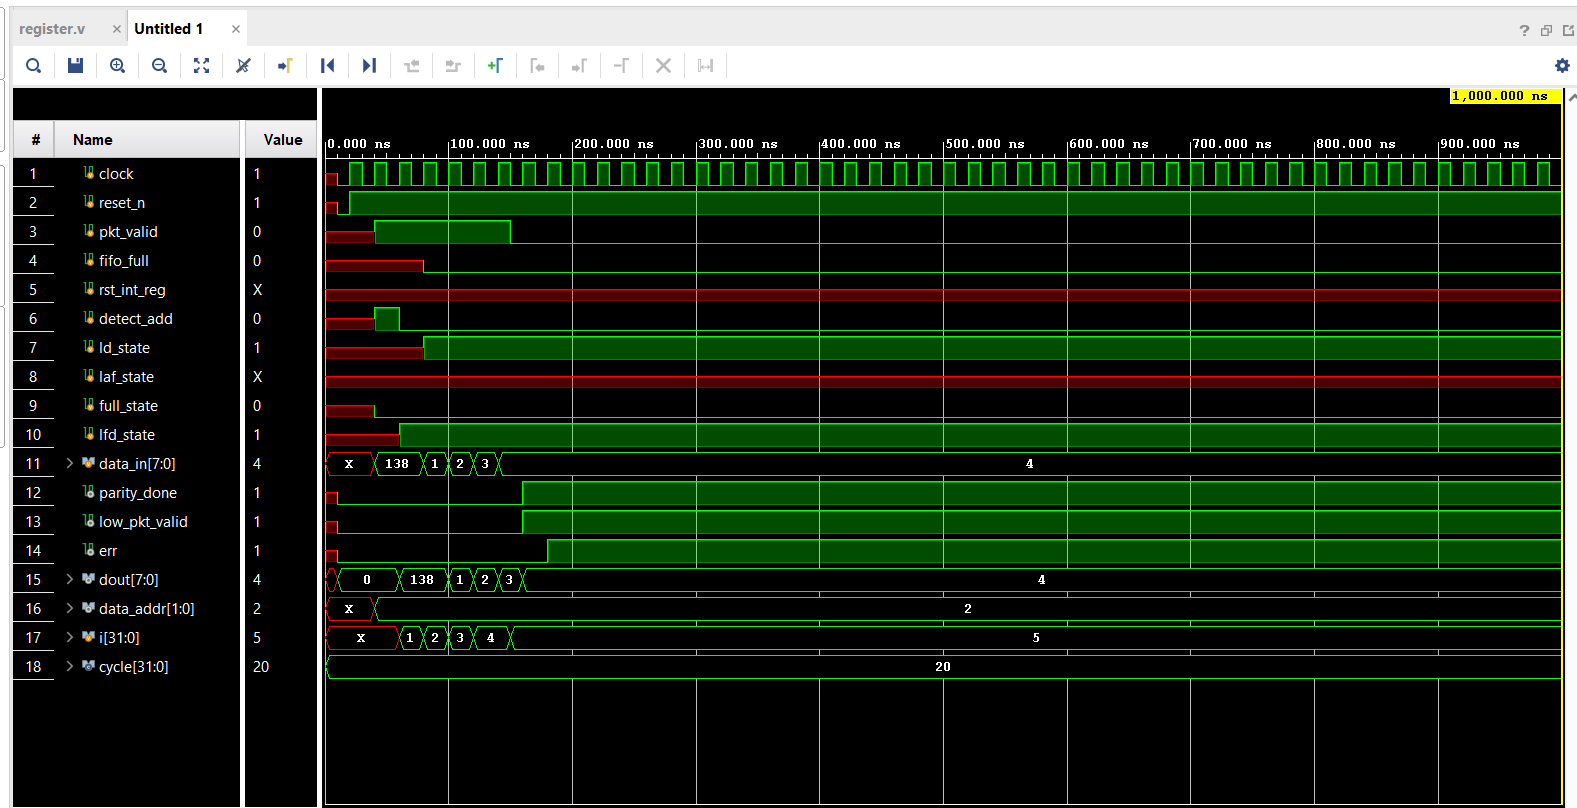 register.v × Untitled 1 × ?
1,000.000 ns
# Name Value 0.000 ns 100.000 ns 200.000 ns 300.000 ns 400.000 ns 500.000 ns 600.000 ns 700.000 ns 800.000 ns 900.000 ns
1 clock 1
2 reset_n 1
3 pkt_valid 0
4 fifo_full 0
5 rst_int_reg X
6 detect_add 0
7 ld_state 1
8 laf_state X
9 full_state 0
10 lfd_state 1
11 > data_in[7:0] 4 X 138 1 2 3 4
12 parity_done 1
13 low_pkt_valid 1
14 err 1
15 > dout[7:0] 4 0 138 1 2 3 4
16 > data_addr[1:0] 2 X 2
17 > i[31:0] 5 X 1 2 3 4 5
18 > cycle[31:0] 20 20